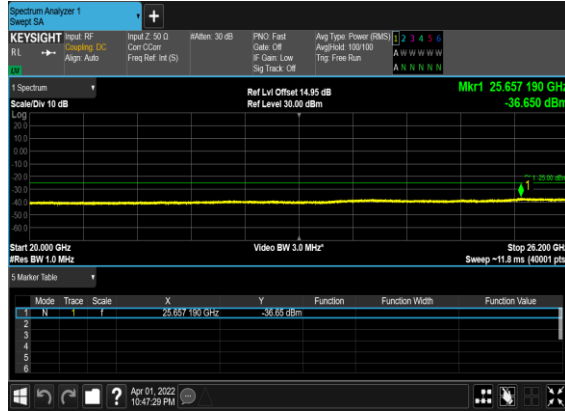 Spectrum Analyzer 1
Swept SA
+
KEYSIGHT Input: RF Input Z: 50 Ω #Atten: 30 dB PNO: Fast Avg Type: Power (RMS) 1 2 3 4 5 6
RL Coupling: DC Corr CCorr Gate: Off Avg|Hold: 100/100 A W W W W W
Align: Auto Freq Ref: Int (S) IF Gain: Low Trig: Free Run
Sig Track: Off A N N N N N
1 Spectrum
Ref Lvl Offset 14.95 dB Mkr1 25.657 190 GHz
Scale/Div 10 dB Ref Level 30.00 dBm -36.650 dBm
Log
20.0
10.0
0.00
-10.0
-20.0
-30.0
-40.0
-50.0
-60.0
1
Start 20.000 GHz Video BW 3.0 MHz* Stop 26.200 GHz
#Res BW 1.0 MHz Sweep ~11.8 ms (40001 pts
5 Marker Table
Mode Trace Scale X Y Function Function Width Function Value
1 N 1 f 25.657 190 GHz -36.65 dBm
2
3
4
5
6
? Apr 01, 2022
10:47:29 PM